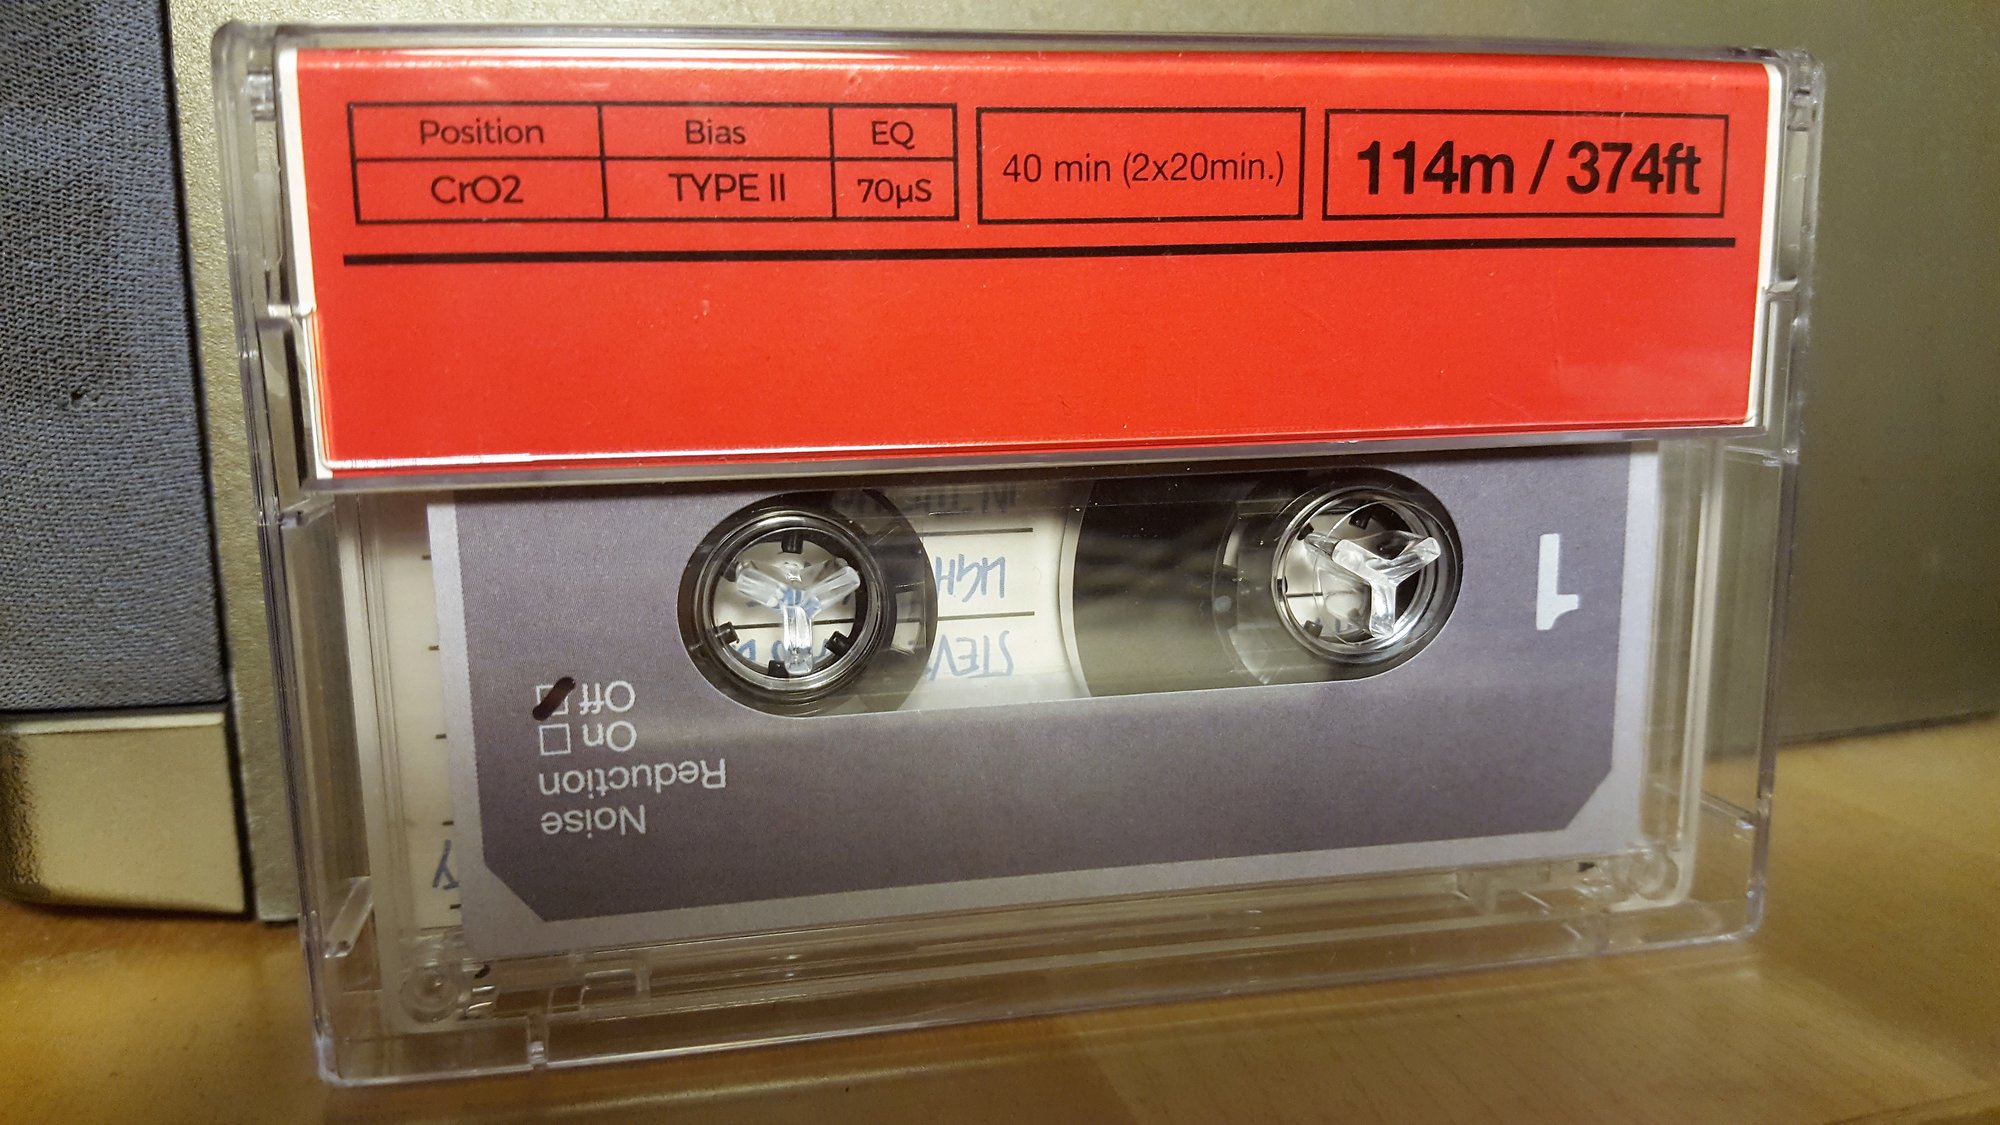 Position Bias EQ
CrO2 TYPE II 70µS
40 min (2x20min.)
114m / 374ft
1
Noise
Reduction
On
Off